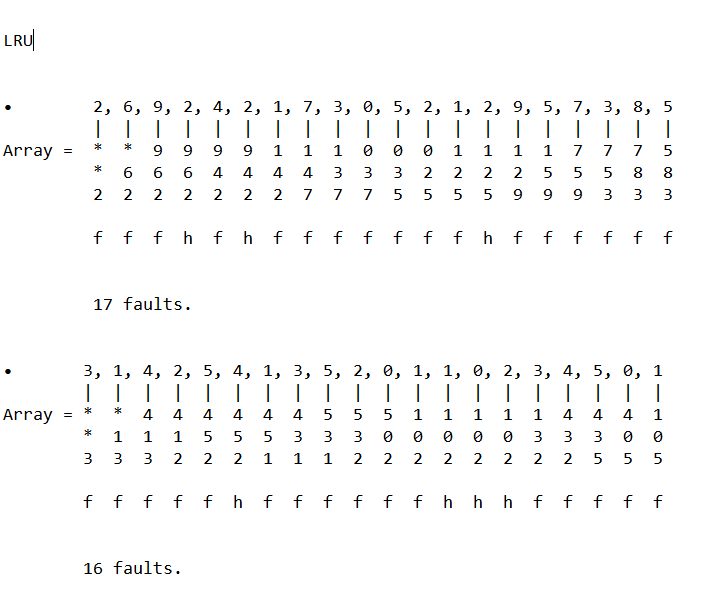 LRU
• 2, 6, 9, 2, 4, 2, 1, 7, 3, 0, 5, 2, 1, 2, 9, 5, 7, 3, 8, 5
| | | | | | | | | | | | | | | | | | | |
Array = * * 9 9 9 9 1 1 1 0 0 0 1 1 1 1 7 7 7 5
* 6 6 6 4 4 4 4 3 3 3 2 2 2 2 5 5 5 8 8
2 2 2 2 2 2 2 7 7 7 5 5 5 5 9 9 9 3 3 3
f f f h f h f f f f f f f h f f f f f f
17 faults.
• 3, 1, 4, 2, 5, 4, 1, 3, 5, 2, 0, 1, 1, 0, 2, 3, 4, 5, 0, 1
| | | | | | | | | | | | | | | | | | | |
Array = * * 4 4 4 4 4 4 5 5 5 1 1 1 1 1 4 4 4 1
* 1 1 1 5 5 5 3 3 3 0 0 0 0 0 3 3 3 0 0
3 3 3 2 2 2 1 1 1 2 2 2 2 2 2 2 2 5 5 5
f f f f f h f f f f f f h h h f f f f f
16 faults.